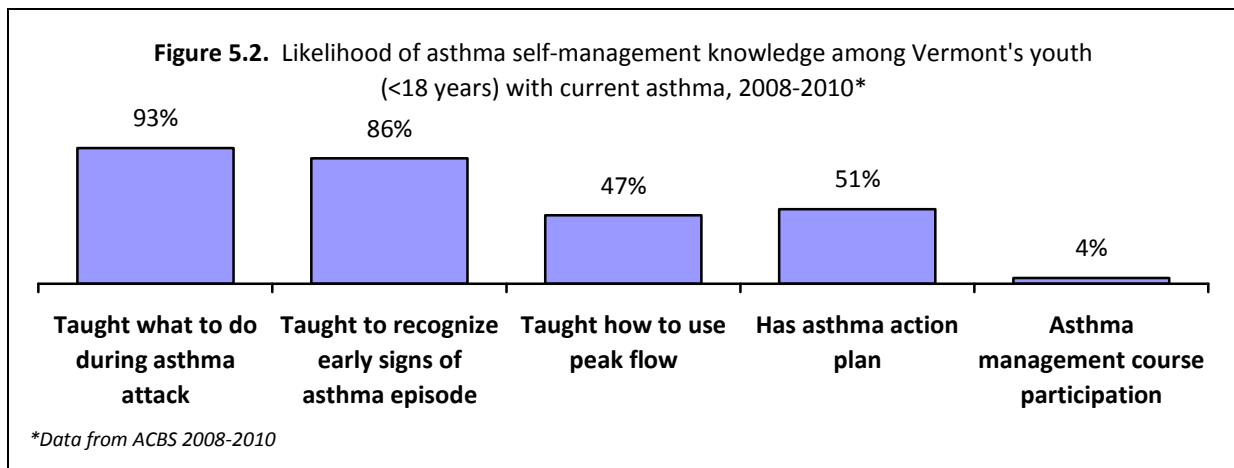 Figure 5.2. Likelihood of asthma self-management knowledge among Vermont's youth
(<18 years) with current asthma, 2008-2010*
93%
86%
47%
51%
4%
Taught what to do
during asthma
attack
Taught to recognize
early signs of
asthma episode
Taught how to use
peak flow
Has asthma action
plan
Asthma
management course
participation
*Data from ACBS 2008-2010